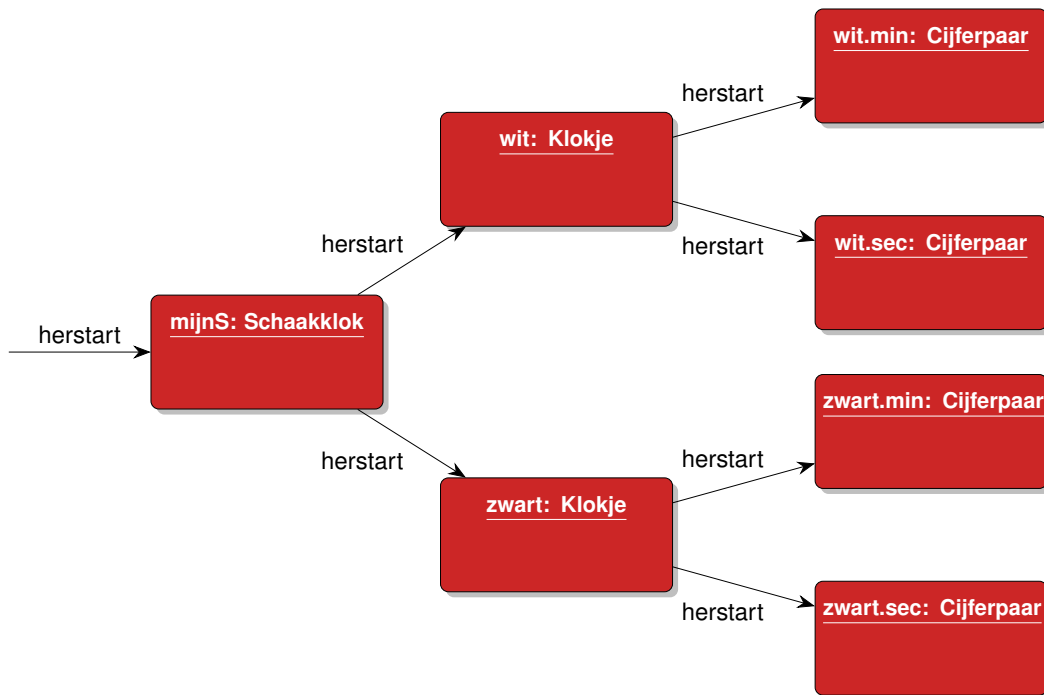 wit.min: Cijferpaar
herstart
wit: Klokje
wit.sec: Cijferpaar
herstart
herstart
mijnS: Schaakklok
herstart
zwart.min: Cijferpaar
herstart
herstart
zwart: Klokje
zwart.sec: Cijferpaar
herstart